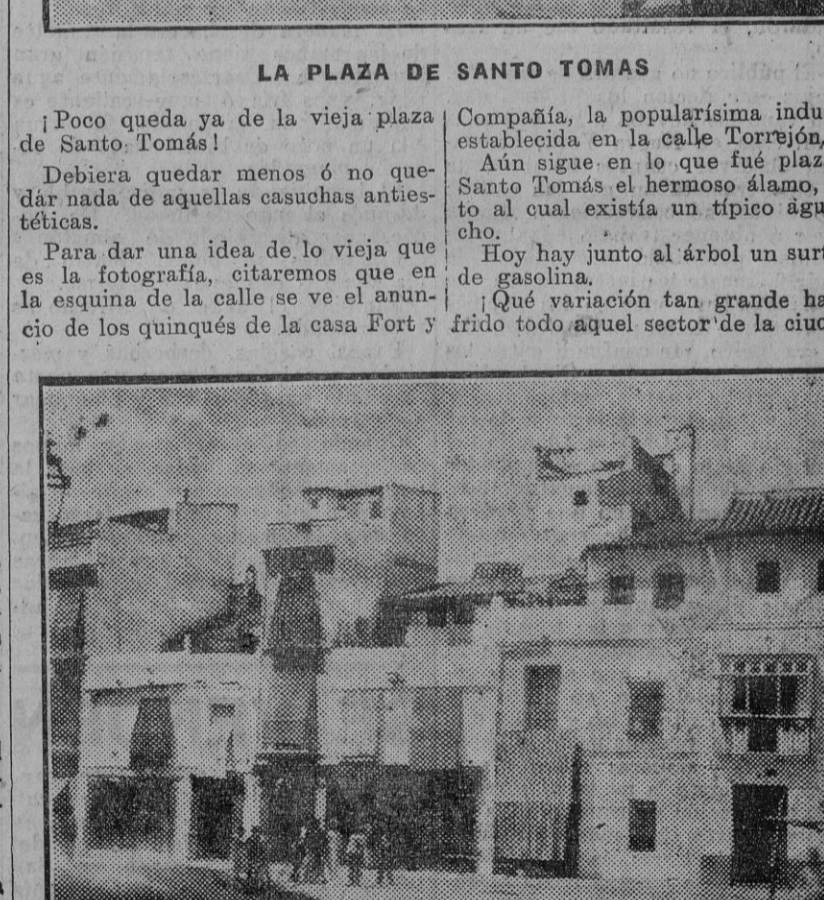 LA PLAZA DE SANTO TOMAS
¡Poco queda ya de la vieja plaza
de Santo Tomás!
Debiera quedar menos ó no que-
dar nada de aquellas casuchas anties-
téticas.
Para dar una idea de lo vieja que
es la fotografía, citaremos que en
la esquina de la calle se ve el anun-
cio de los quinqués de la casa Fort y
Compañía, la popularísima indu
establecida en la calle Torrejón,
Aún sigue en lo que fué plaz
Santo Tomás el hermoso álamo,
to al cual existía un típico agu
cho.
Hoy hay junto al árbol un surt
de gasolina.
¡Qué variación tan grande ha
frido todo aquel sector de la ciud